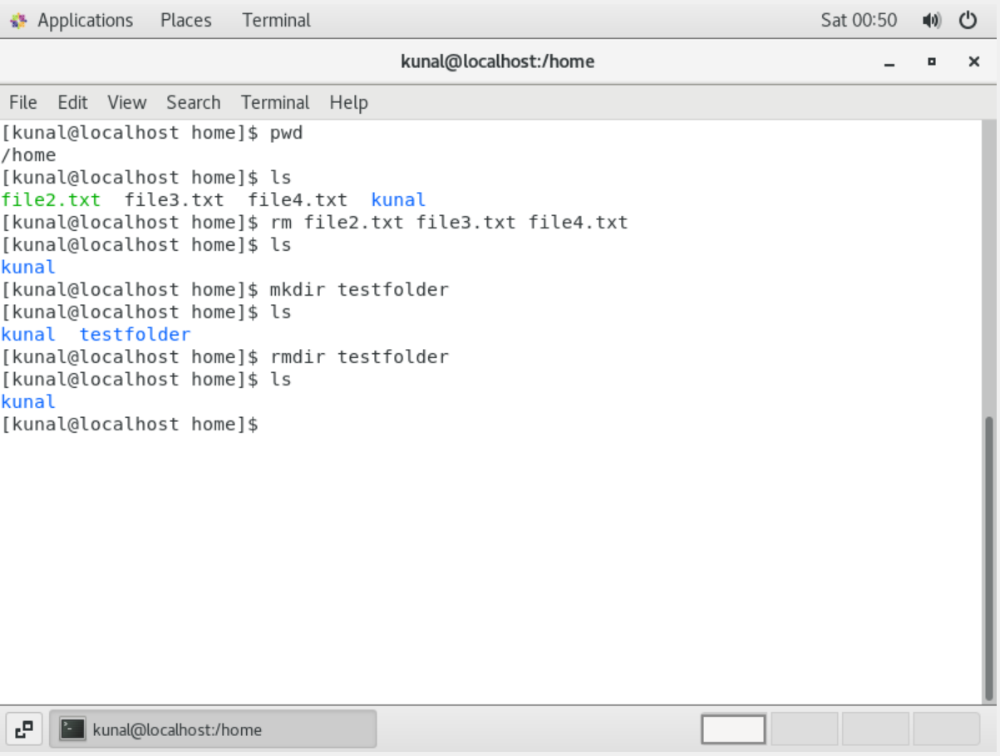 Applications Places Terminal Sat 00:50
kunal@localhost:/home
File Edit View Search Terminal Help
[kunal@localhost home]$ pwd
/home
[kunal@localhost home]$ ls
file2.txt file3.txt file4.txt kunal
[kunal@localhost home]$ rm file2.txt file3.txt file4.txt
[kunal@localhost home]$ ls
kunal
[kunal@localhost home]$ mkdir testfolder
[kunal@localhost home]$ ls
kunal testfolder
[kunal@localhost home]$ rmdir testfolder
[kunal@localhost home]$ ls
kunal
[kunal@localhost home]$
kunal@localhost:/home